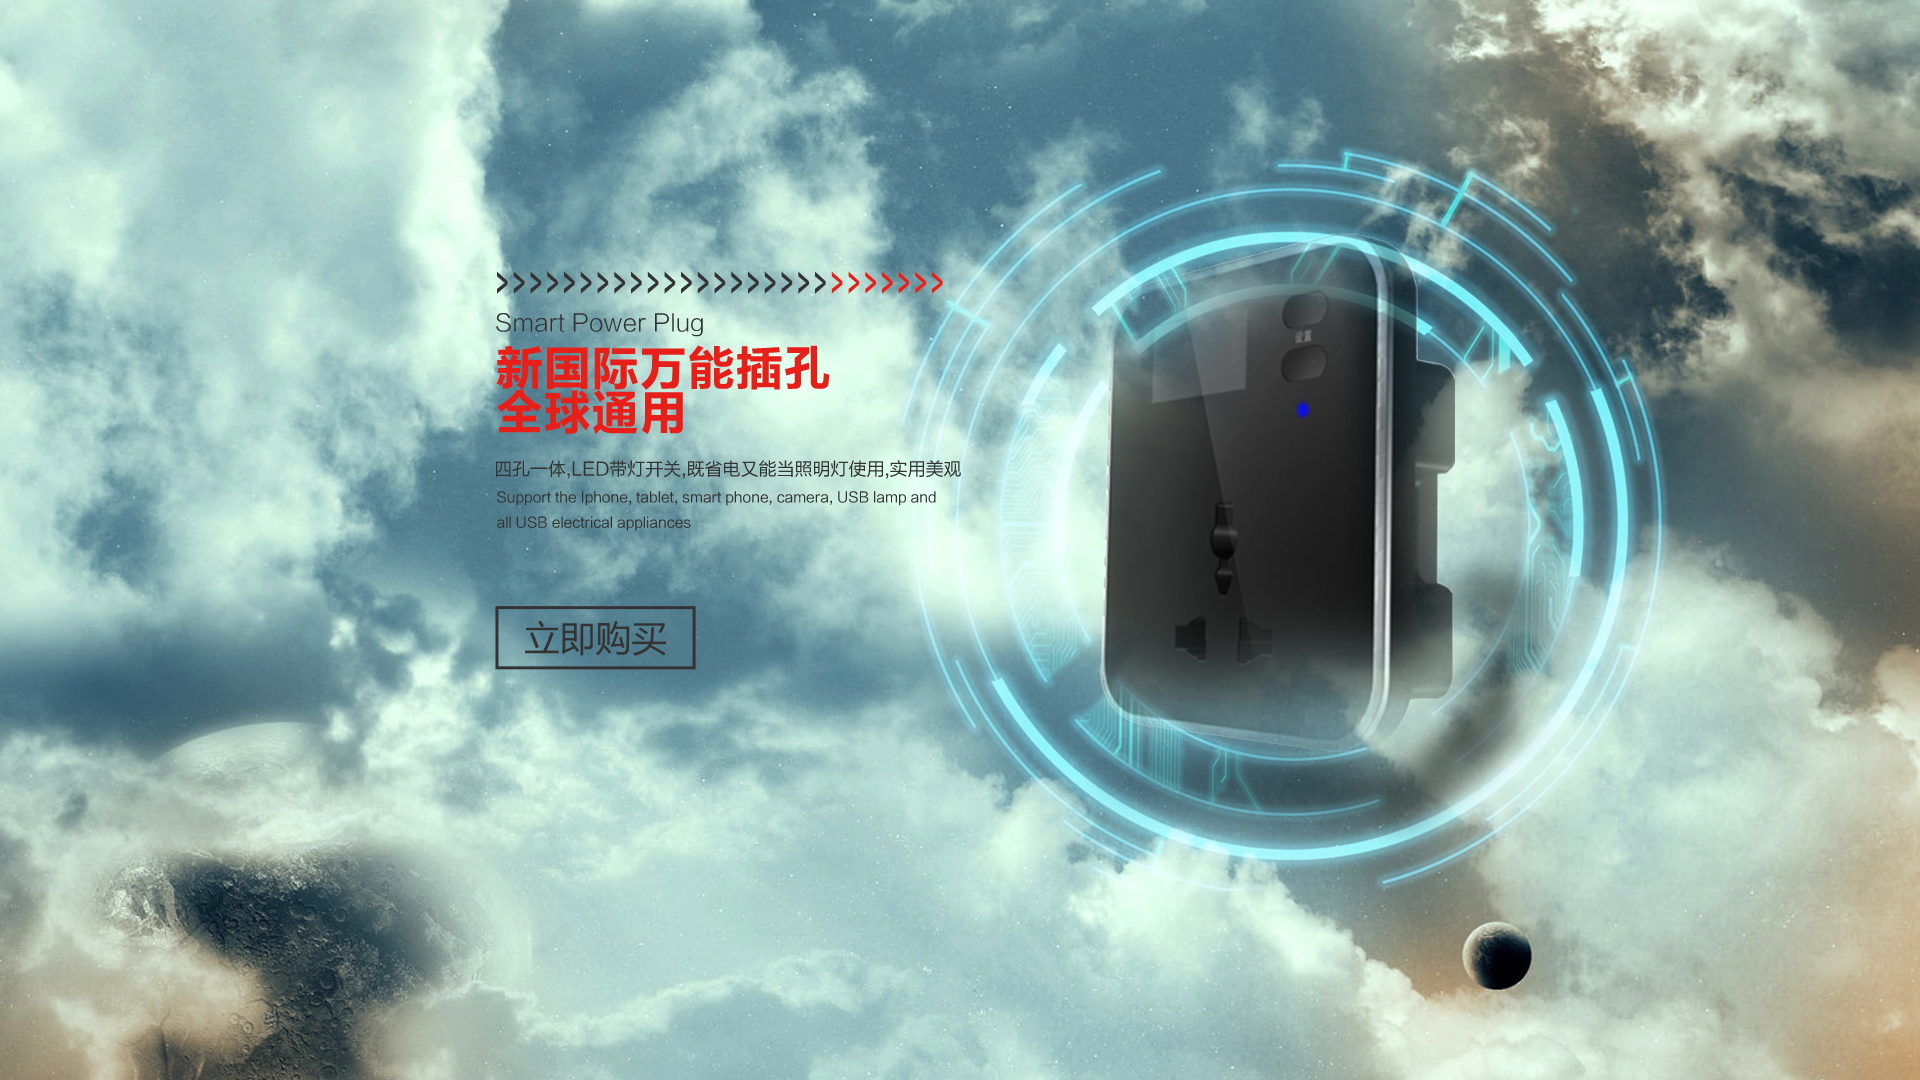 Smart Power Plug
新国际万能插孔
全球通用
四孔一体,LED带灯开关,既省电又能当照明灯使用,实用美观
Support the Iphone, tablet, smart phone, camera, USB lamp and
all USB electrical appliances
立即购买
设置